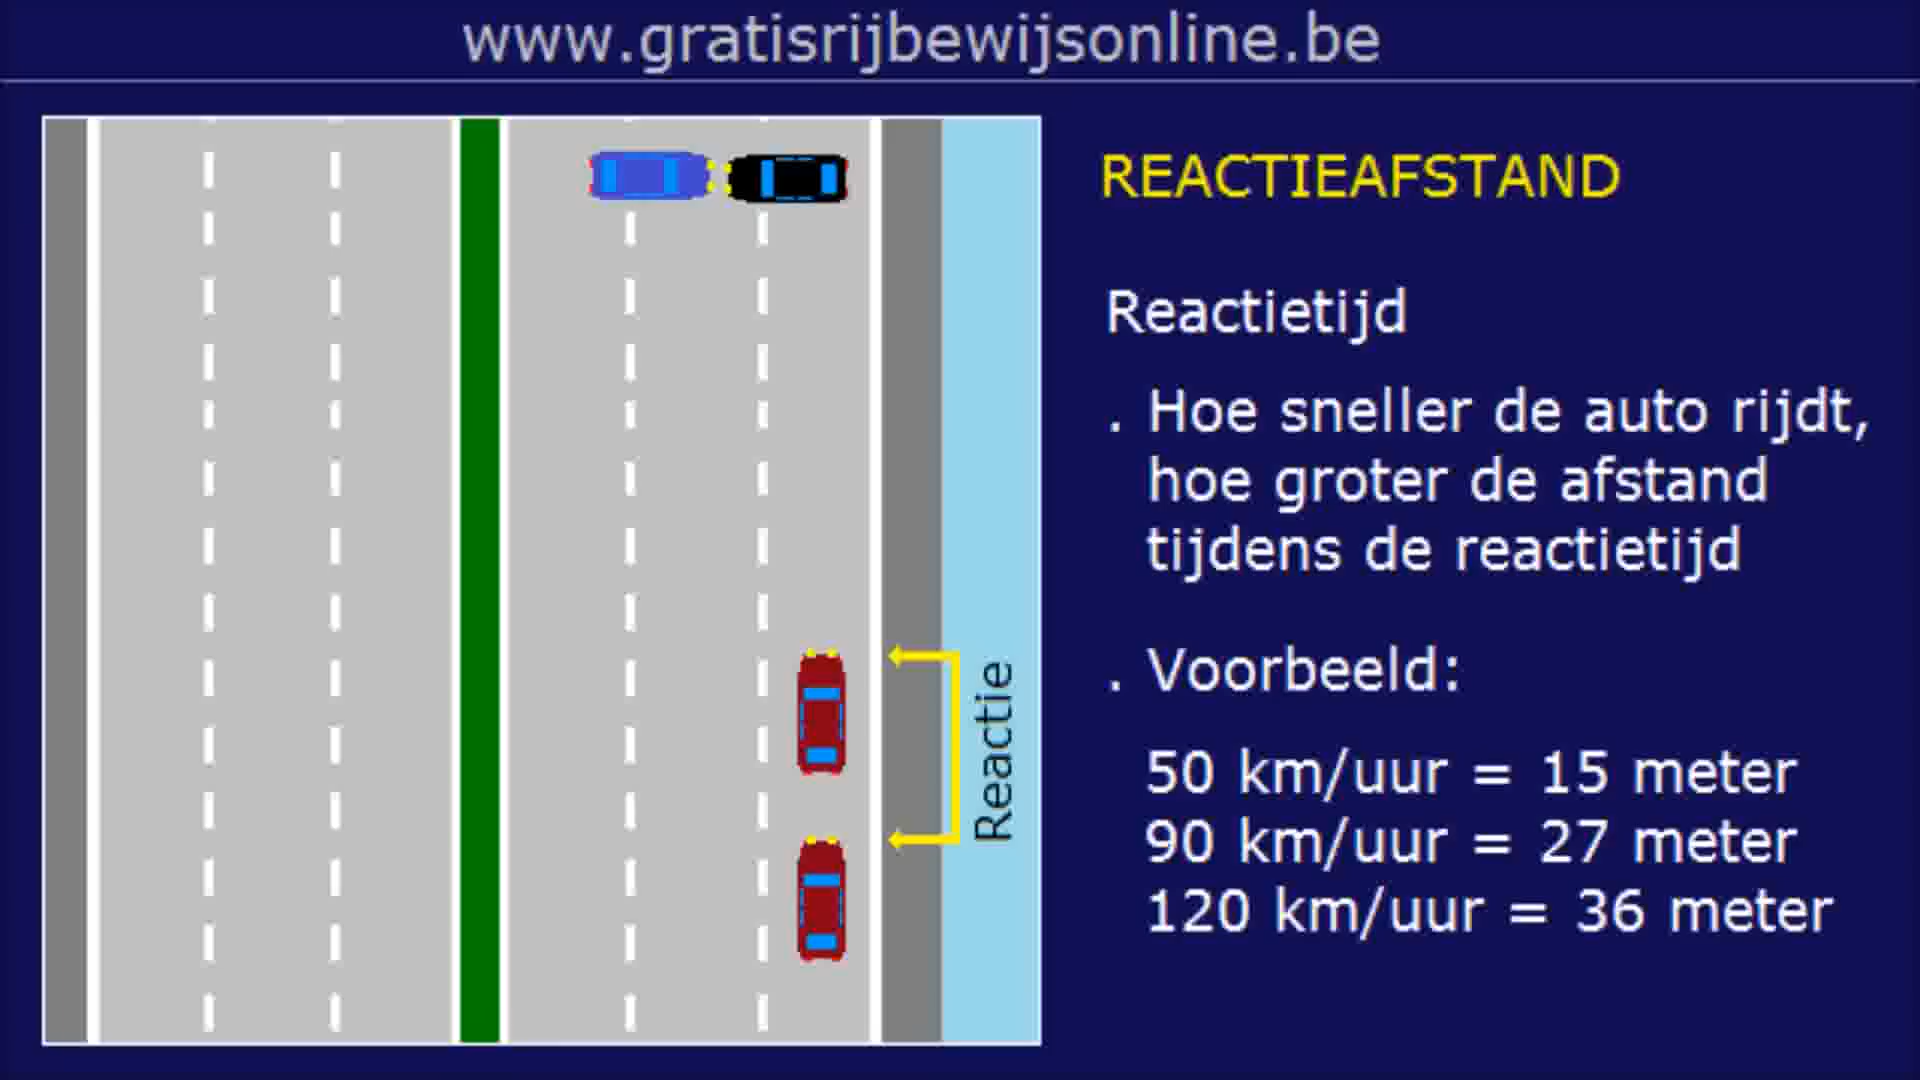 www.gratisrijbewijsonline.be
REACTIEAFSTAND
Reactietijd
. Hoe sneller de auto rijdt,
hoe groter de afstand
tijdens de reactietijd
. Voorbeeld:
50 km/uur = 15 meter
90 km/uur = 27 meter
120 km/uur = 36 meter
Reactie